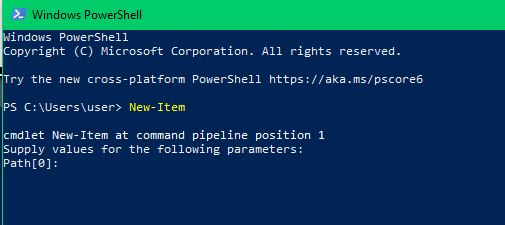 Windows PowerShell
Windows PowerShell
Copyright (C) Microsoft Corporation. All rights reserved.
Try the new cross-platform PowerShell https://aka.ms/pscore6
PS C:\Users\user> New-Item
cmdlet New-Item at command pipeline position 1
Supply values for the following parameters:
Path[0]: